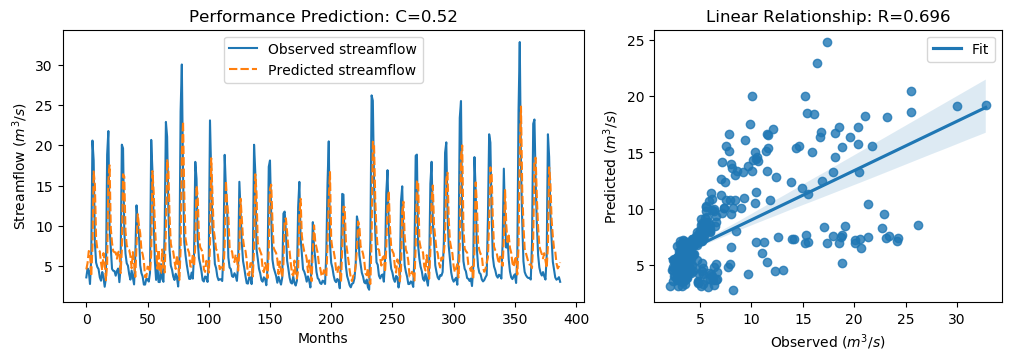 Performance Prediction: C=0.52
Streamflow (m³/s)
30
25
20
15
10
5
Observed streamflow
Predicted streamflow
0 50 100 150 200 250 300 350 400
Months
Linear Relationship: R=0.696
Predicted (m³/s)
25
20
15
10
5
Fit
5 10 15 20 25 30
Observed (m³/s)